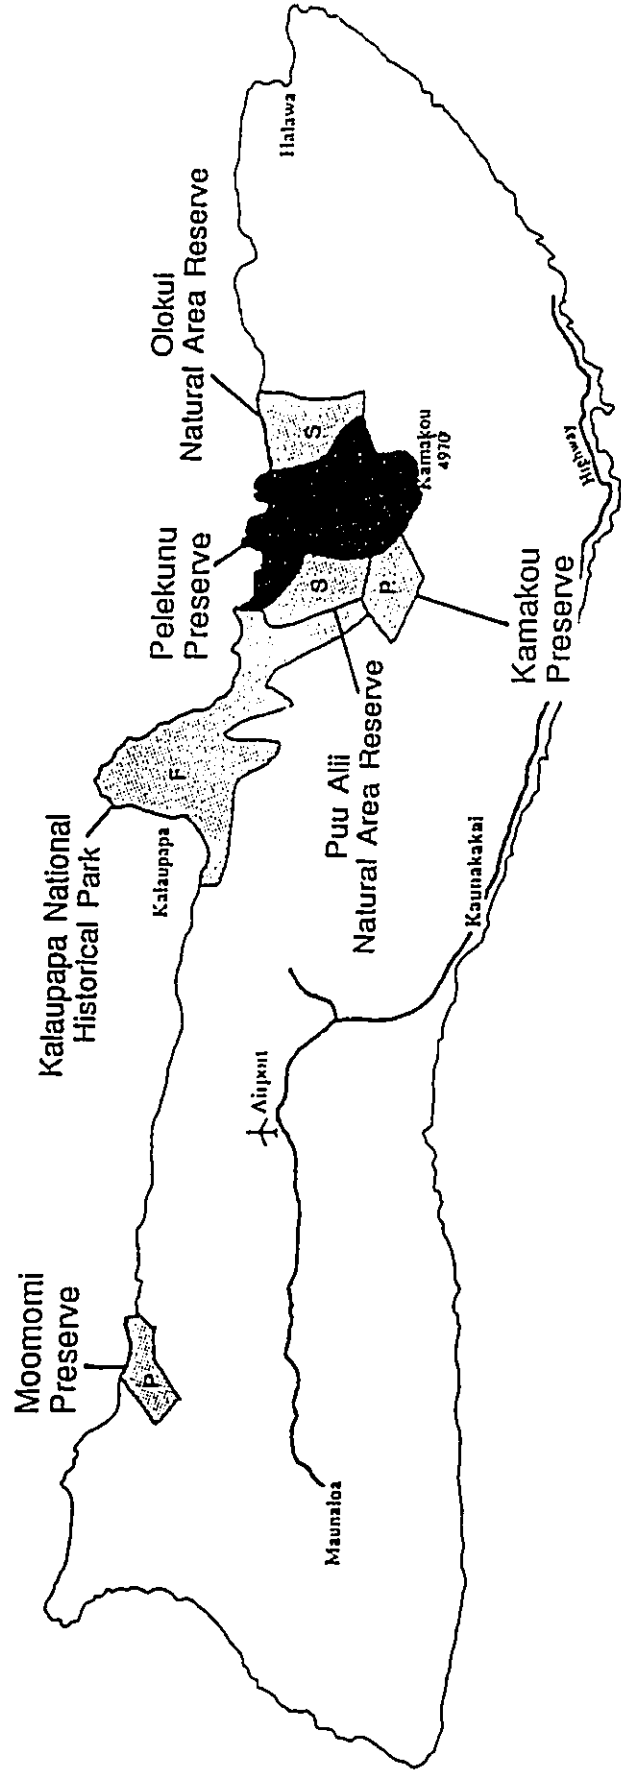 Moomomi
Preserve
P
Kalaupapa National
Historical Park
Kalaupapa
F
Pelekunu
Preserve
Olokui
Natural Area Reserve
S
S
P
Halawa
Kamakou
4970'
Puu Alii
Natural Area Reserve
Kamakou
Preserve
Airport
Maunaloa
Kaunakakai
Highway